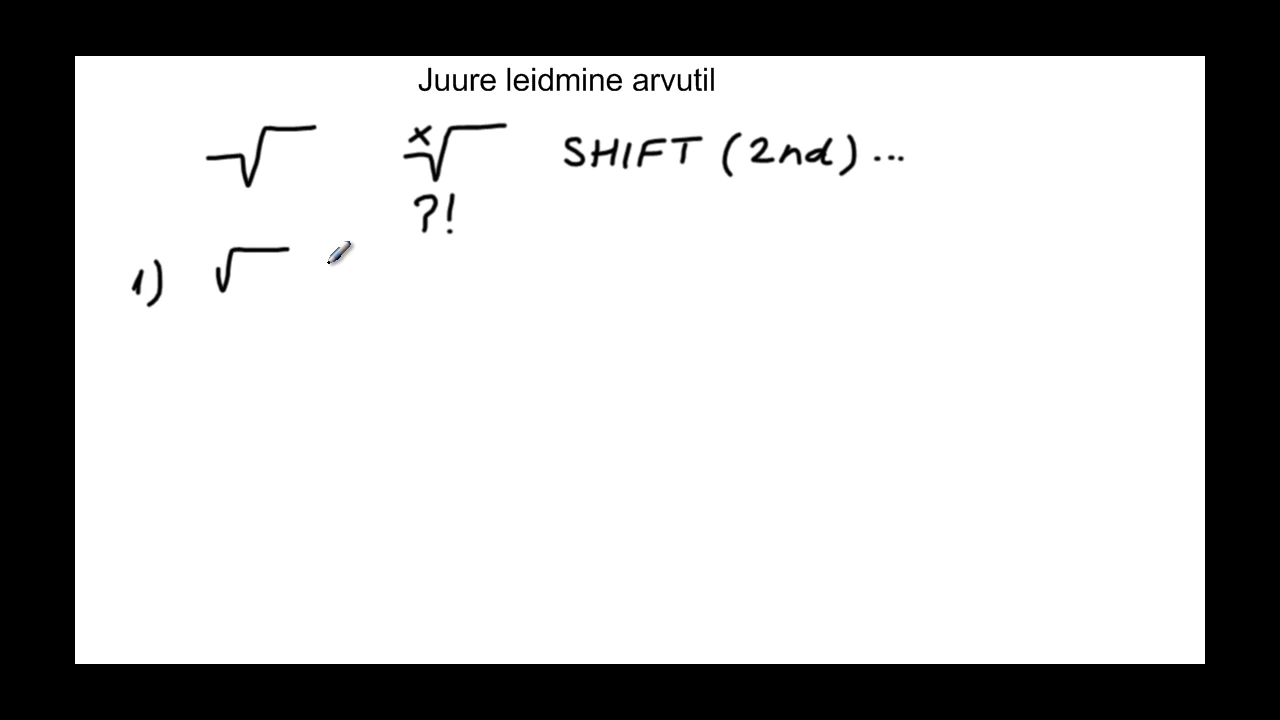 Juure leidmine arvutil
√ ˣ√ SHIFT (2nd) ...
?!
1) √